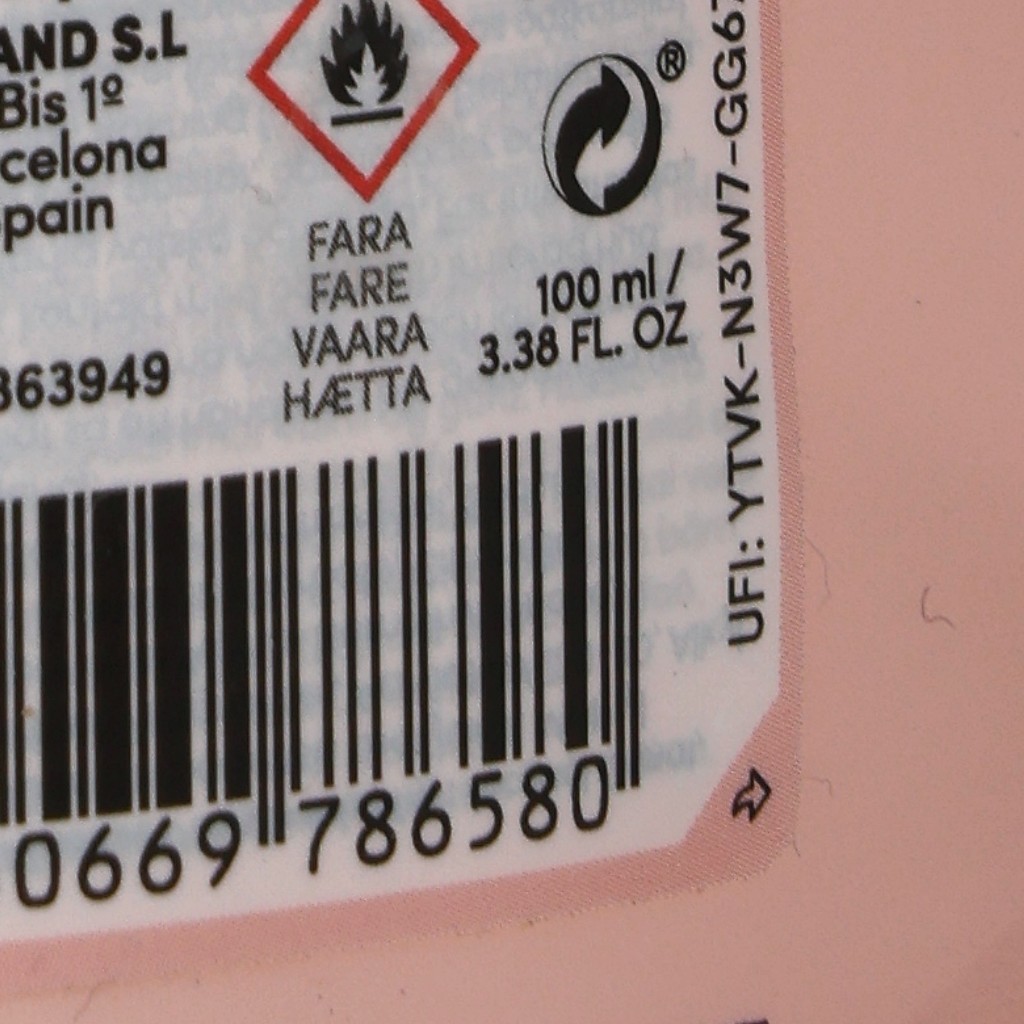 AND S.L
Bis 1º
celona
pain
363949
FARA
FARE
VAARA
HÆTTA
®
100 ml /
3.38 FL. OZ
UFI: YTVK-N3W7-GG67
0669 786580